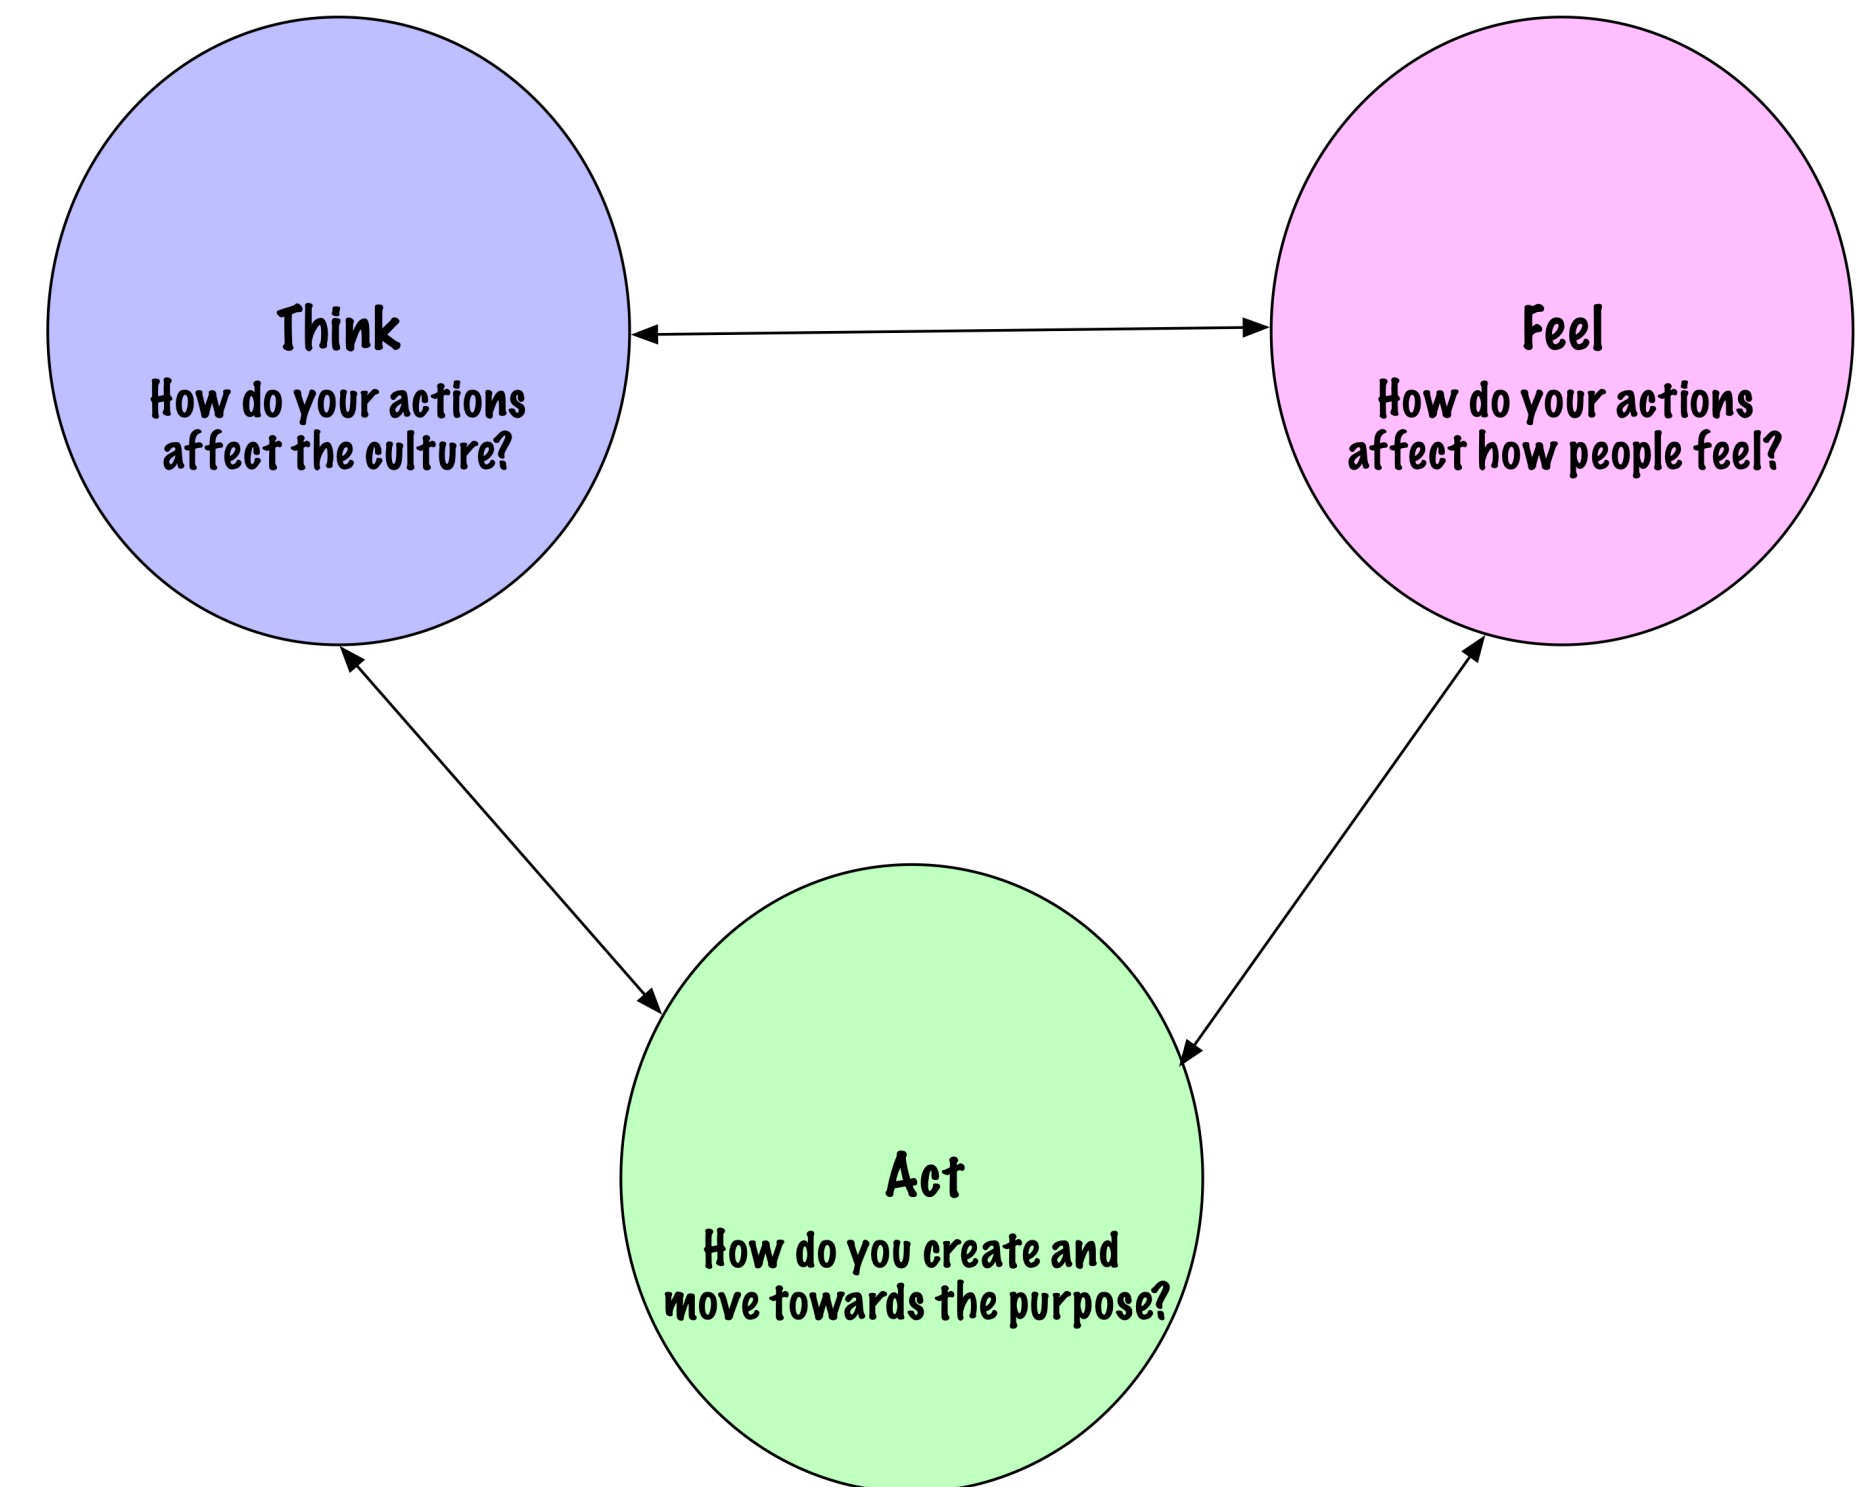 Think
How do your actions
affect the culture?
Feel
How do your actions
affect how people feel?
Act
How do you create and
move towards the purpose?